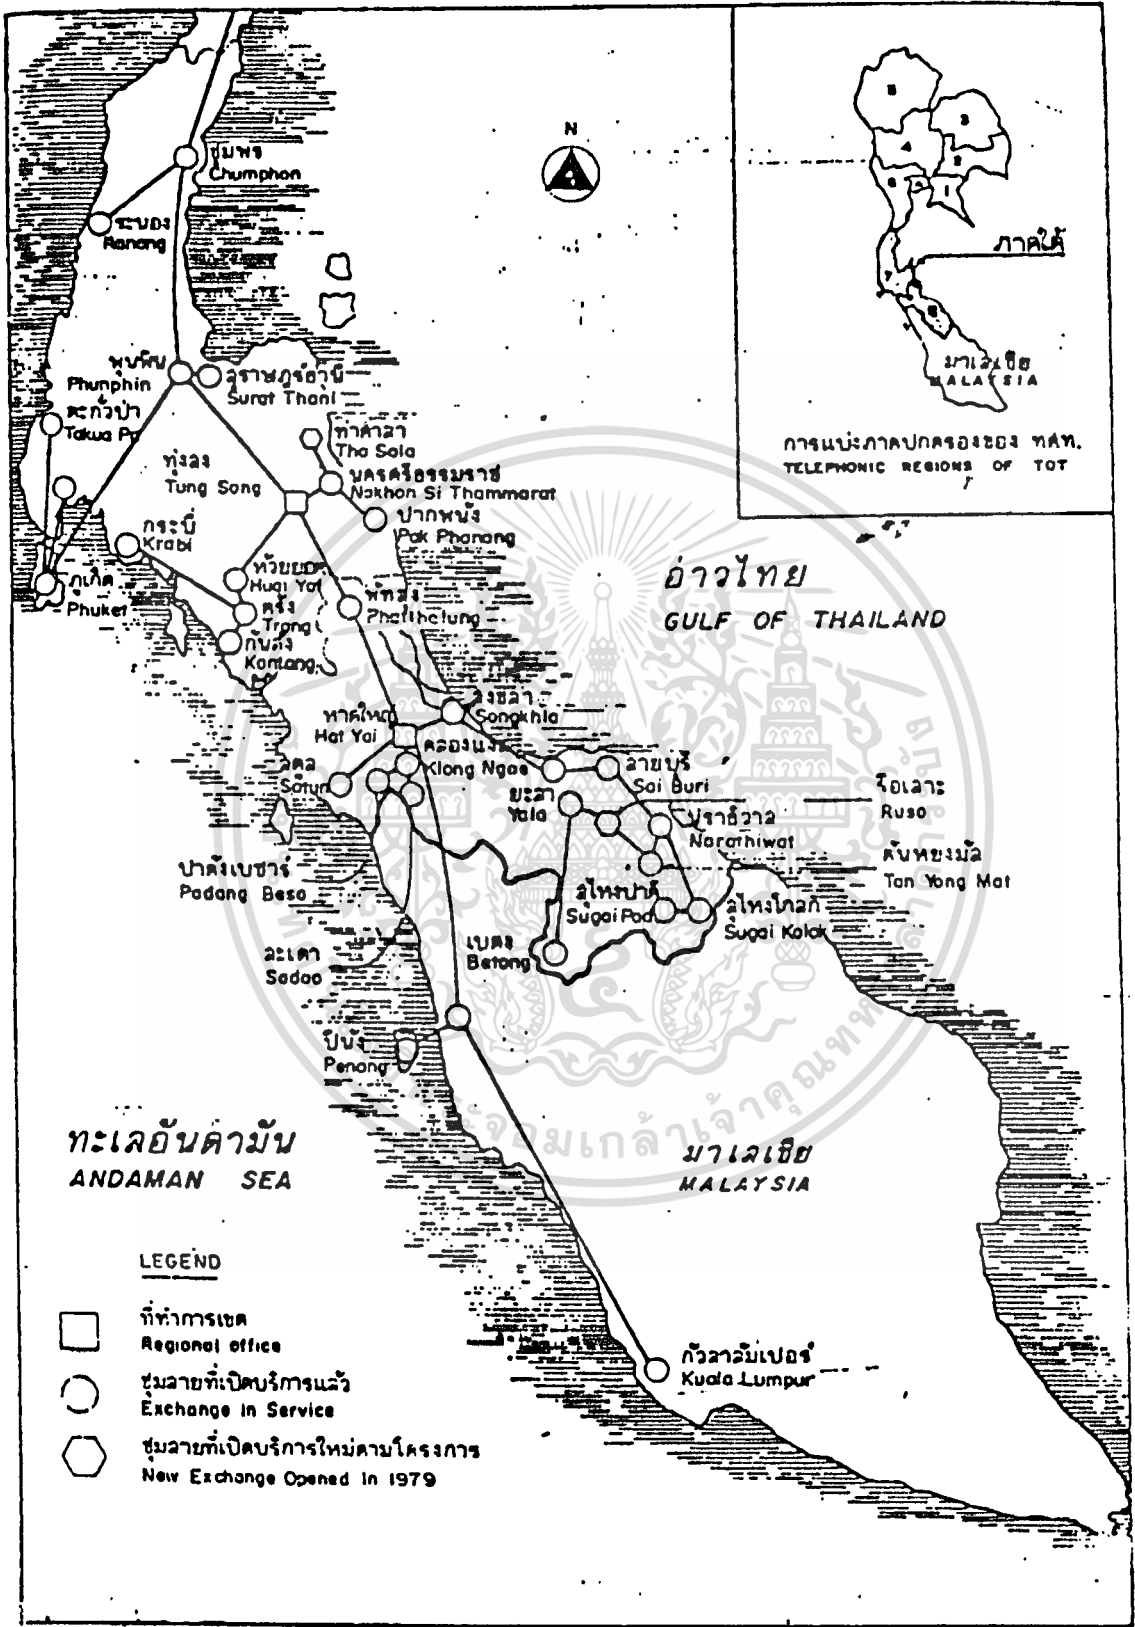 N
ชุมพร
Chumphon
ระนอง
Ranong
พุนพิน
Phunphin
สุราษฎร์ธานี
Surat Thani
ตะกั่วป่า
Takua Pa
ท่าศาลา
Tha Sala
ทุ่งสง
Tung Song
นครศรีธรรมราช
Nakhon Si Thammarat
ปากพนัง
Pak Phanang
กระบี่
Krabi
ภูเก็ต
Phuket
ห้วยยอด
Huai Yot
ตรัง
Trang
กันตัง
Kantang
พัทลุง
Phatthalung
สงขลา
Songkhla
หาดใหญ่
Hat Yai
คลองแงะ
Klong Ngae
สตูล
Satun
สายบุรี
Sai Buri
ยะลา
Yala
รือเสาะ
Ruso
นราธิวาส
Narathiwat
ตันหยงมัส
Tan Yong Mat
ปาดังเบซาร์
Padang Besa
สุไหงปาดี
Sugai Padi
สุไหงโกลก
Sugai Kolok
สะเดา
Sadao
เบตง
Betong
ปีนัง
Penang
กัวลาลัมเปอร์
Kuala Lumpur
อ่าวไทย
GULF OF THAILAND
ทะเลอันดามัน
ANDAMAN SEA
มาเลเซีย
MALAYSIA
3
4
2
1
7
ภาคใต้
มาเลเซีย
MALAYSIA
การแบ่งภาคปกครองของ ทศท.
TELEPHONIC REGIONS OF TOT
LEGEND
ที่ทำการเขต
Regional office
ชุมสายที่เปิดบริการแล้ว
Exchange In Service
ชุมสายที่เปิดบริการใหม่ตามโครงการ
New Exchange Opened In 1979